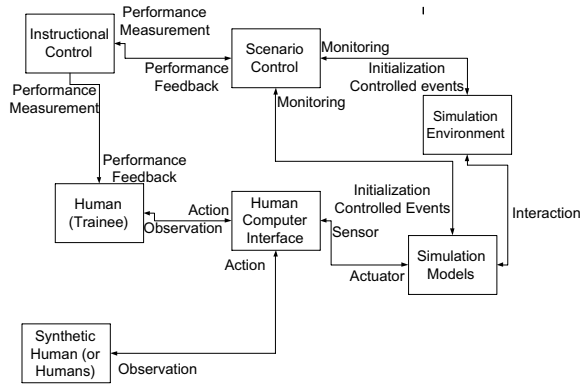 Performance
Measurement
Instructional
Control
Scenario
Control
Monitoring
Performance
Feedback
Initialization
Controlled events
Performance
Measurement
Monitoring
Simulation
Environment
Performance
Feedback
Human
(Trainee)
Action
Observation
Human
Computer
Interface
Initialization
Controlled Events
Sensor
Interaction
Action
Actuator
Simulation
Models
Synthetic
Human (or
Humans)
Observation